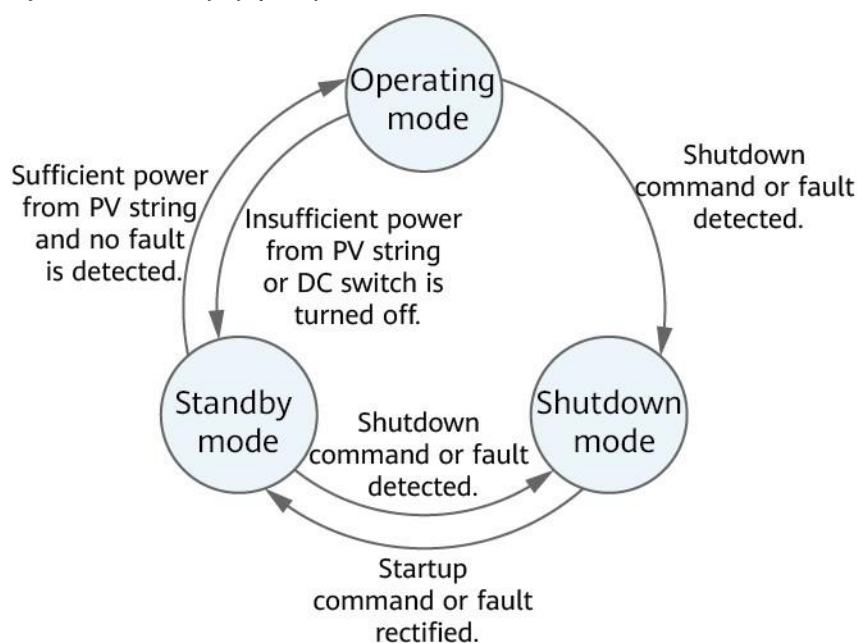 Operating
mode
Shutdown
command or fault
detected.
Sufficient power
from PV string
and no fault
is detected.
Insufficient power
from PV string
or DC switch is
turned off.
Standby
mode
Shutdown
command or fault
detected.
Shutdown
mode
Startup
command or fault
rectified.